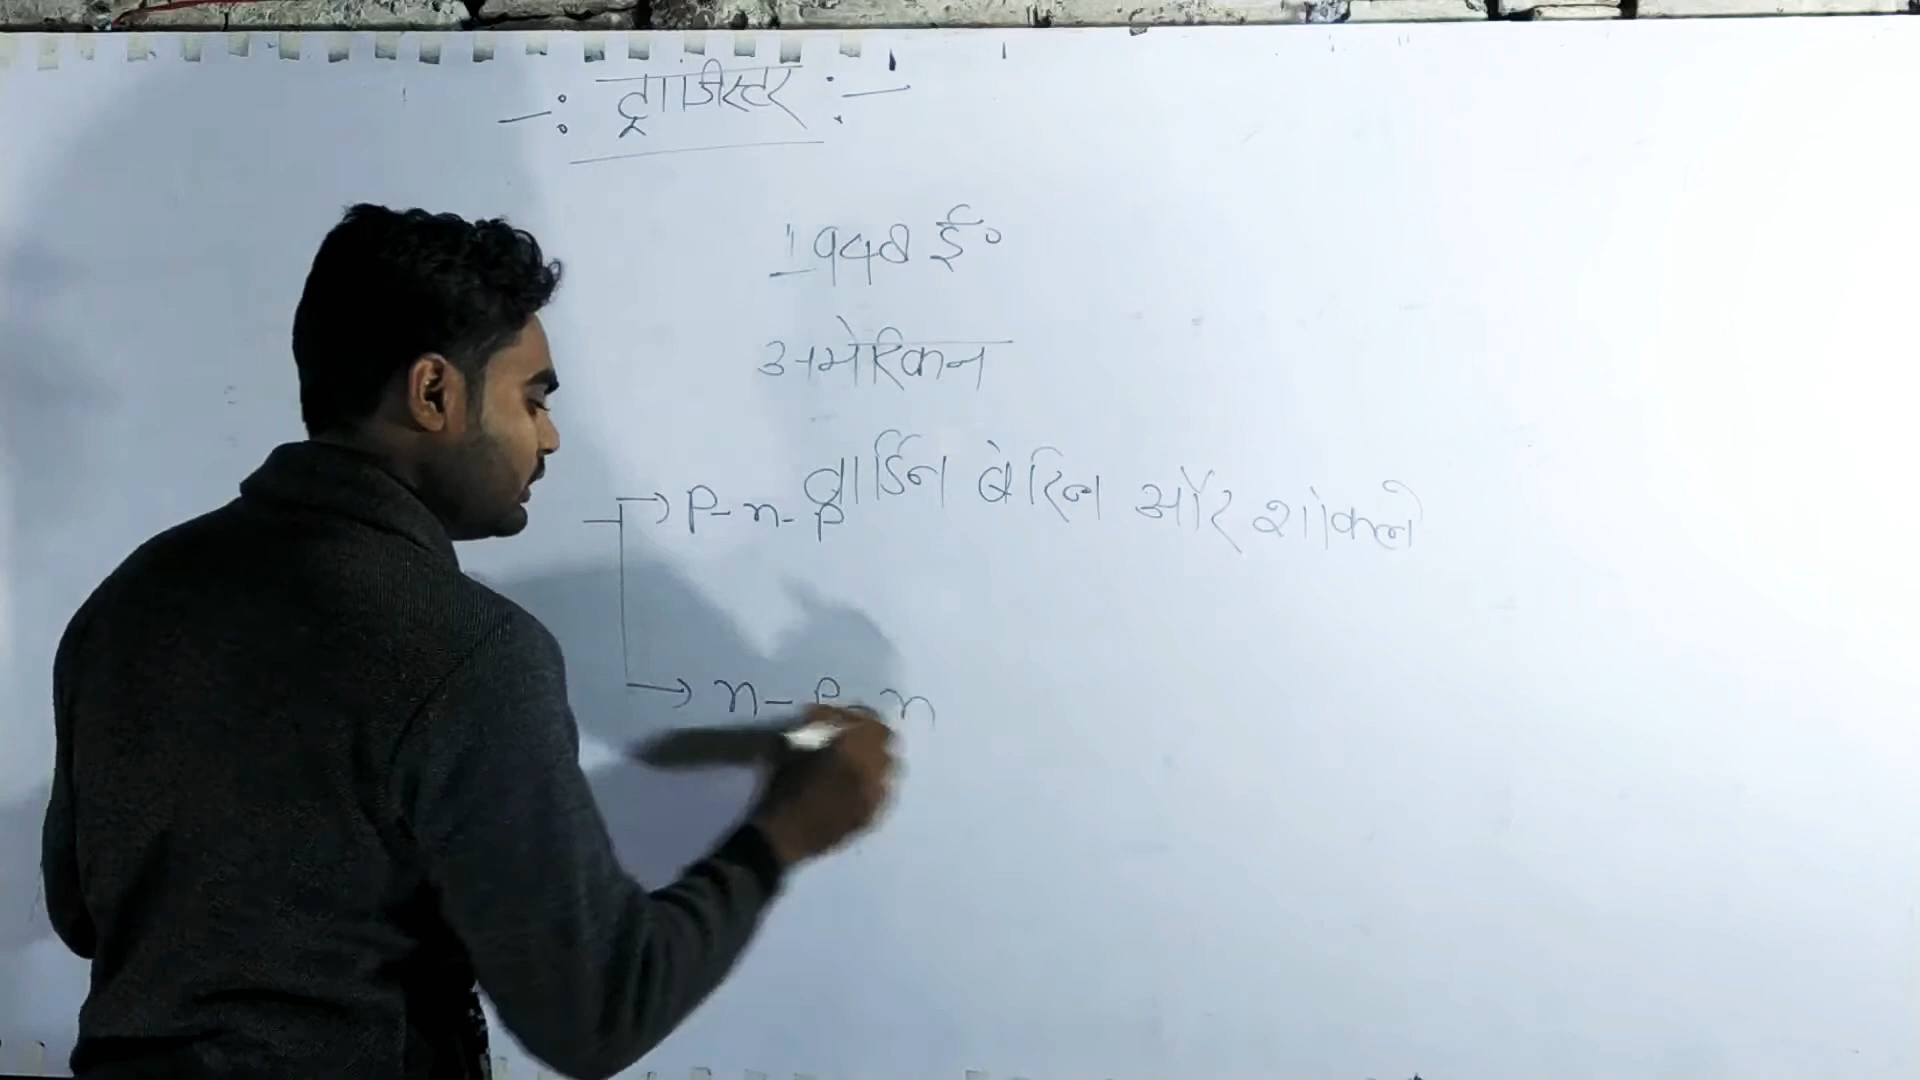 -: ट्रांजिस्टर :-
1948 ई०
अमेरिकन
वार्डिन बेरिन और शांकले
→ P-n-P
→ n-P-n